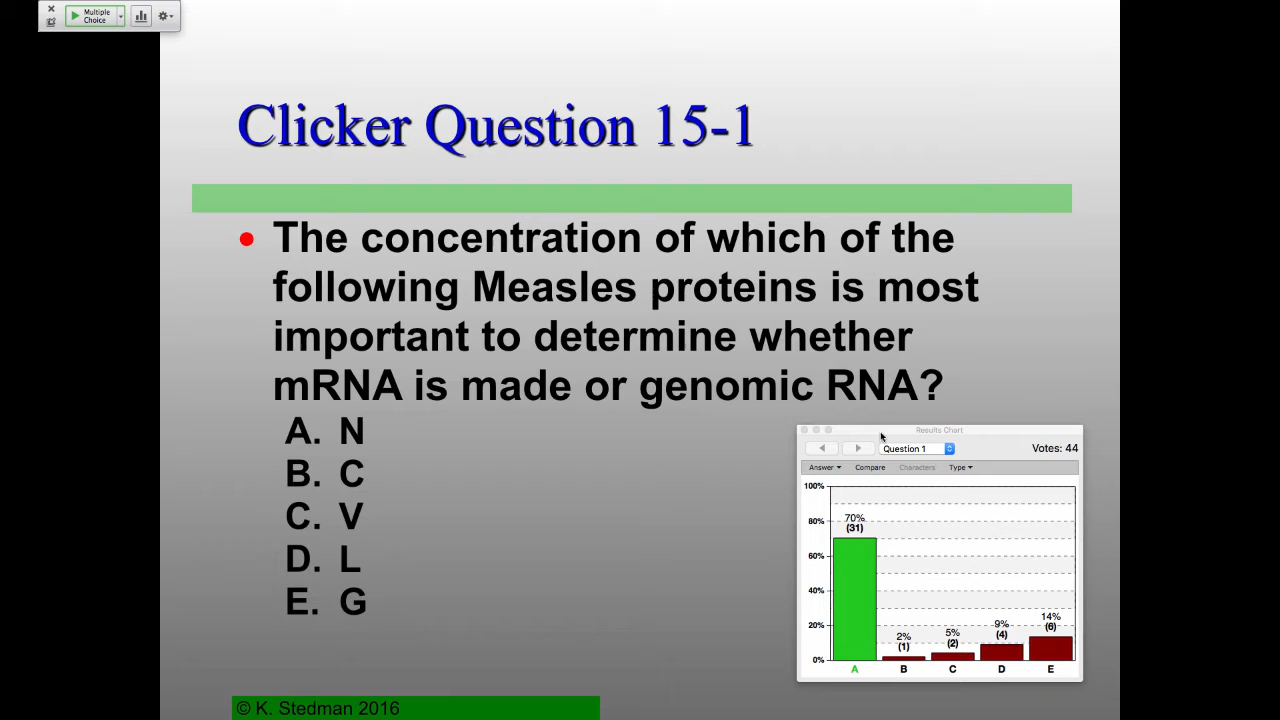 Multiple
Choice
Clicker Question 15-1
The concentration of which of the
following Measles proteins is most
important to determine whether
mRNA is made or genomic RNA?
A. N
B. C
C. V
D. L
E. G
Results Chart
Question 1
Votes: 44
Answer Compare Characters Type
100%
80%
60%
40%
20%
0%
70%
(31)
2%
(1)
5%
(2)
9%
(4)
14%
(6)
A B C D E
© K. Stedman 2016